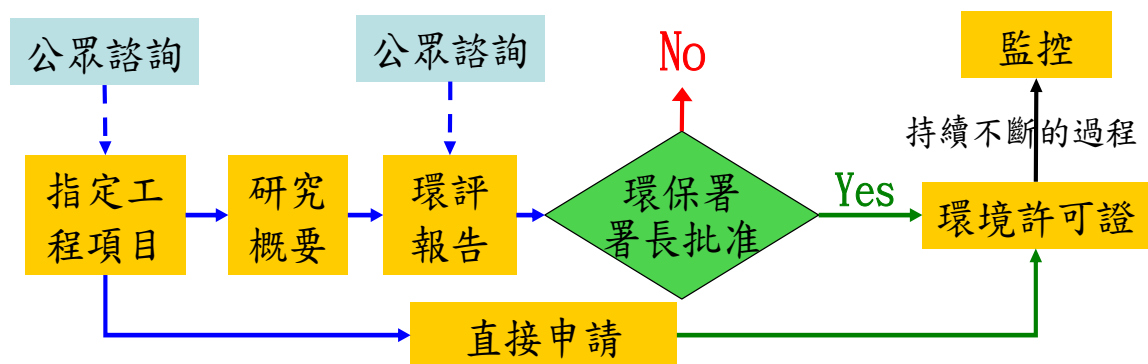 公眾諮詢
公眾諮詢
No
監控
持續不斷的過程
指定工
程項目
研究
概要
環評
報告
環保署
署長批准
Yes
環境許可證
直接申請